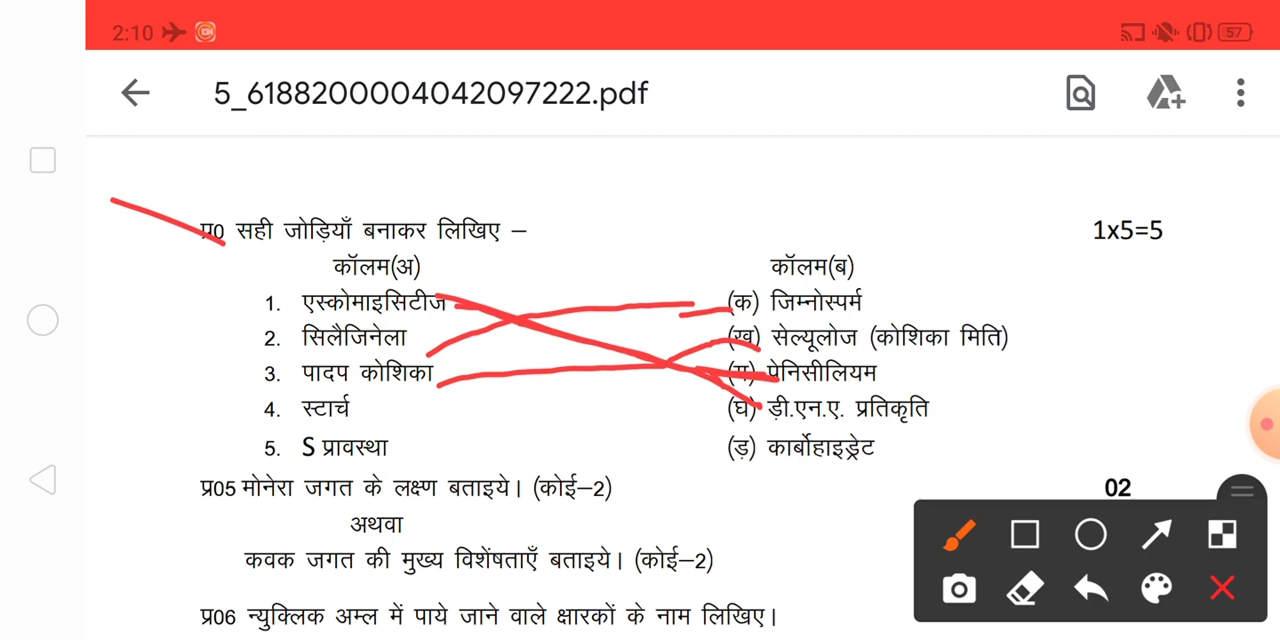 2:10 57
5_6188200004042097222.pdf
प्र0 सही जोड़ियाँ बनाकर लिखिए – 1x5=5
कॉलम(अ) कॉलम(ब)
1. एस्कोमाइसिटीज (क) जिम्नोस्पर्म
2. सिलैजिनेला (ख) सेल्यूलोज (कोशिका मिति)
3. पादप कोशिका (ग) पेनिसीलियम
4. स्टार्च (घ) ड़ी.एन.ए. प्रतिकृति
5. S प्रावस्था (ड़) कार्बोहाइड्रेट
प्र05 मोनेरा जगत के लक्ष्ण बताइये। (कोई–2) 02
अथवा
कवक जगत की मुख्य विशेंषताएँ बताइये। (कोई–2)
प्र06 न्युक्लिक अम्ल में पाये जाने वाले क्षारकों के नाम लिखिए।